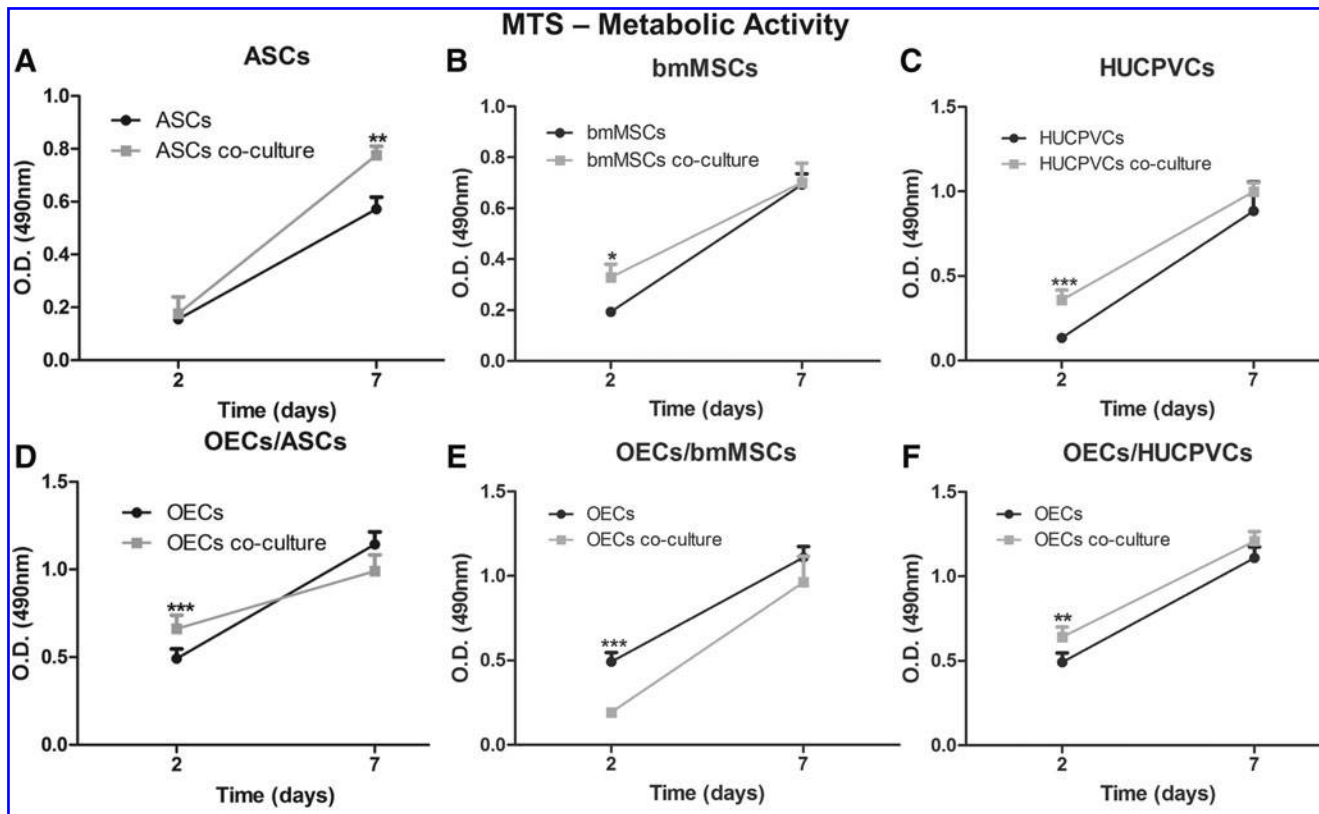 MTS – Metabolic Activity
A
ASCs
1.0
0.8
0.6
0.4
0.2
0.0
O.D. (490nm)
ASCs
ASCs co-culture
**
2
7
Time (days)
B
bmMSCs
1.0
0.8
0.6
0.4
0.2
0.0
O.D. (490nm)
bmMSCs
bmMSCs co-culture
*
2
7
Time (days)
C
HUCPVCs
1.5
1.0
0.5
0.0
O.D. (490nm)
HUCPVCs
HUCPVCs co-culture
***
2
7
Time (days)
D
OECs/ASCs
1.5
1.0
0.5
0.0
O.D. (490nm)
OECs
OECs co-culture
***
2
7
Time (days)
E
OECs/bmMSCs
1.5
1.0
0.5
0.0
O.D. (490nm)
OECs
OECs co-culture
***
2
7
Time (days)
F
OECs/HUCPVCs
1.5
1.0
0.5
0.0
O.D. (490nm)
OECs
OECs co-culture
**
2
7
Time (days)